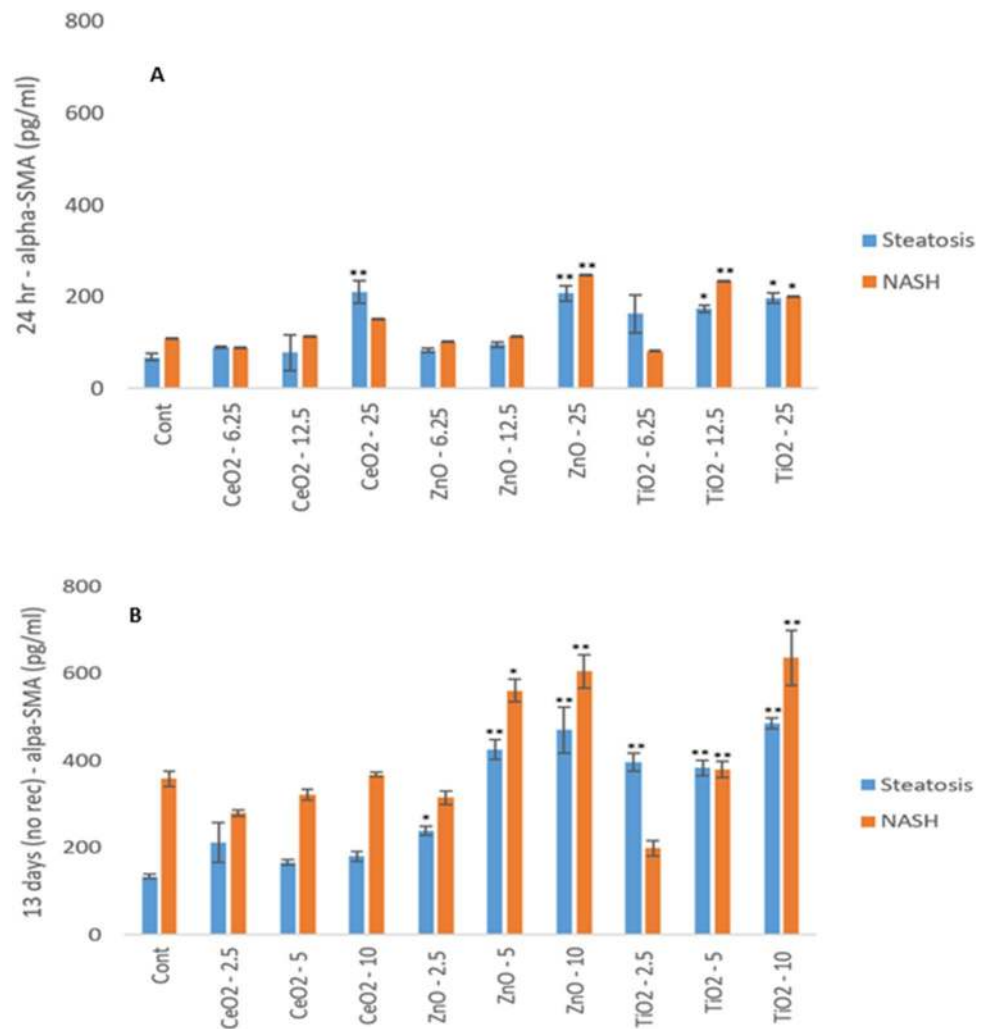 A
24 hr - alpha-SMA (pg/ml)
800
600
400
200
0
** ** ** * ** * *
Cont
CeO2 - 6.25
CeO2 - 12.5
CeO2 - 25
ZnO - 6.25
ZnO - 12.5
ZnO - 25
TiO2 - 6.25
TiO2 - 12.5
TiO2 - 25
Steatosis
NASH
B
13 days (no rec) - alpa-SMA (pg/ml)
800
600
400
200
0
* ** * ** ** ** ** ** ** **
Cont
CeO2 - 2.5
CeO2 - 5
CeO2 - 10
ZnO - 2.5
ZnO - 5
ZnO - 10
TiO2 - 2.5
TiO2 - 5
TiO2 - 10
Steatosis
NASH